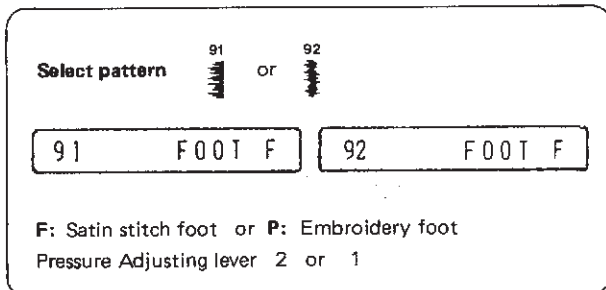 91 92
Select pattern or
91 FOOT F 92 FOOT F
F: Satin stitch foot or P: Embroidery foot
Pressure Adjusting lever 2 or 1